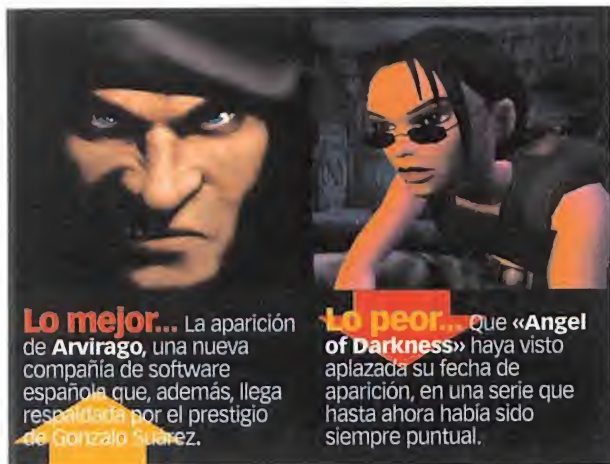 Lo mejor... La aparición
de Arvirago, una nueva
compañía de software
española que, además, llega
respaldada por el prestigio
de Gonzalo Suárez.
Lo peor... Que «Angel
of Darkness» haya visto
aplazada su fecha de
aparición, en una serie que
hasta ahora había sido
siempre puntual.